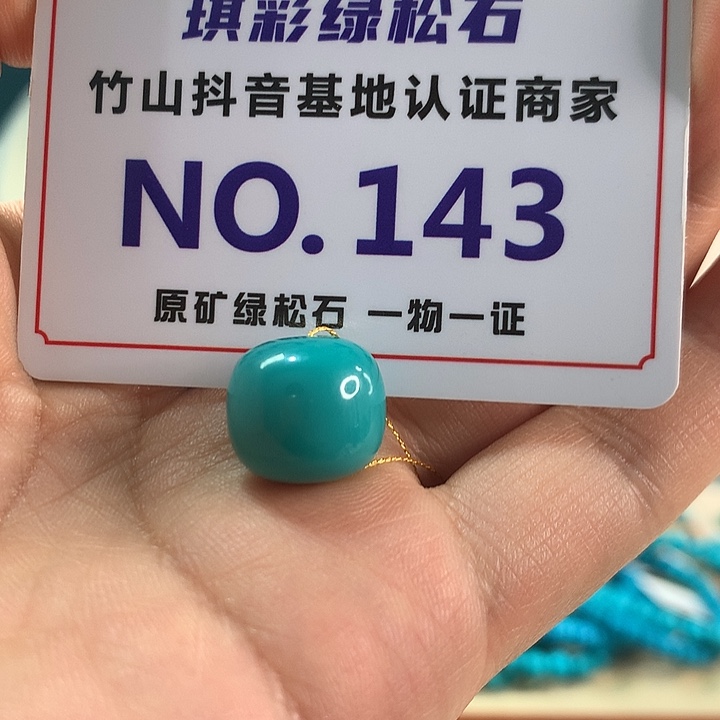 琪彩绿松石
竹山抖音基地认证商家
NO.143
原矿绿松石 一物一证